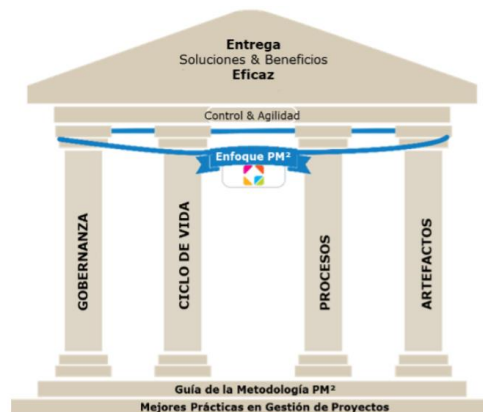 Entrega
Soluciones & Beneficios
Eficaz
Control & Agilidad
Enfoque PM²
GOBERNANZA
CICLO DE VIDA
PROCESOS
ARTEFACTOS
Guía de la Metodología PM²
Mejores Prácticas en Gestión de Proyectos